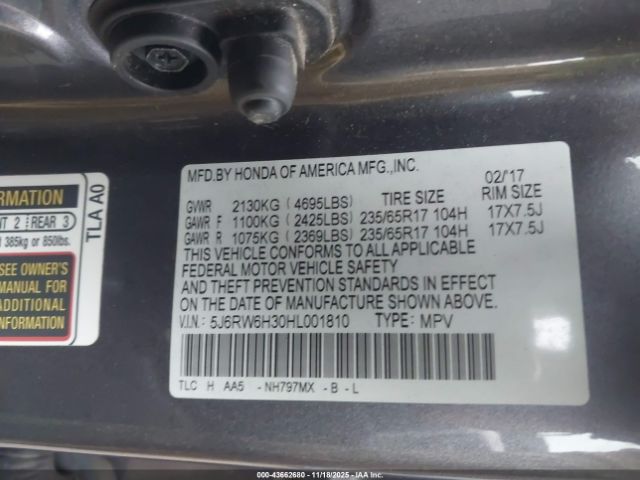 MFD.BY HONDA OF AMERICA MFG.,INC.
02/'17
GVWR 2130KG (4695LBS) TIRE SIZE RIM SIZE
GAWR F 1100KG (2425LBS) 235/65R17 104H 17X7.5J
GAWR R 1075KG (2369LBS) 235/65R17 104H 17X7.5J
THIS VEHICLE CONFORMS TO ALL APPLICABLE
FEDERAL MOTOR VEHICLE SAFETY
AND THEFT PREVENTION STANDARDS IN EFFECT
ON THE DATE OF MANUFACTURE SHOWN ABOVE.
V.I.N.: 5J6RW6H30HL001810 TYPE: MPV
TLC H AA5 -NH797MX -B-L
RMATION
NT 2 REAR 3
385kg or 850lbs.
SEE OWNER'S
MANUAL FOR
ADDITIONAL
INFORMATION
TLA A0
000-43662680 - 11/18/2025 - IAA Inc.